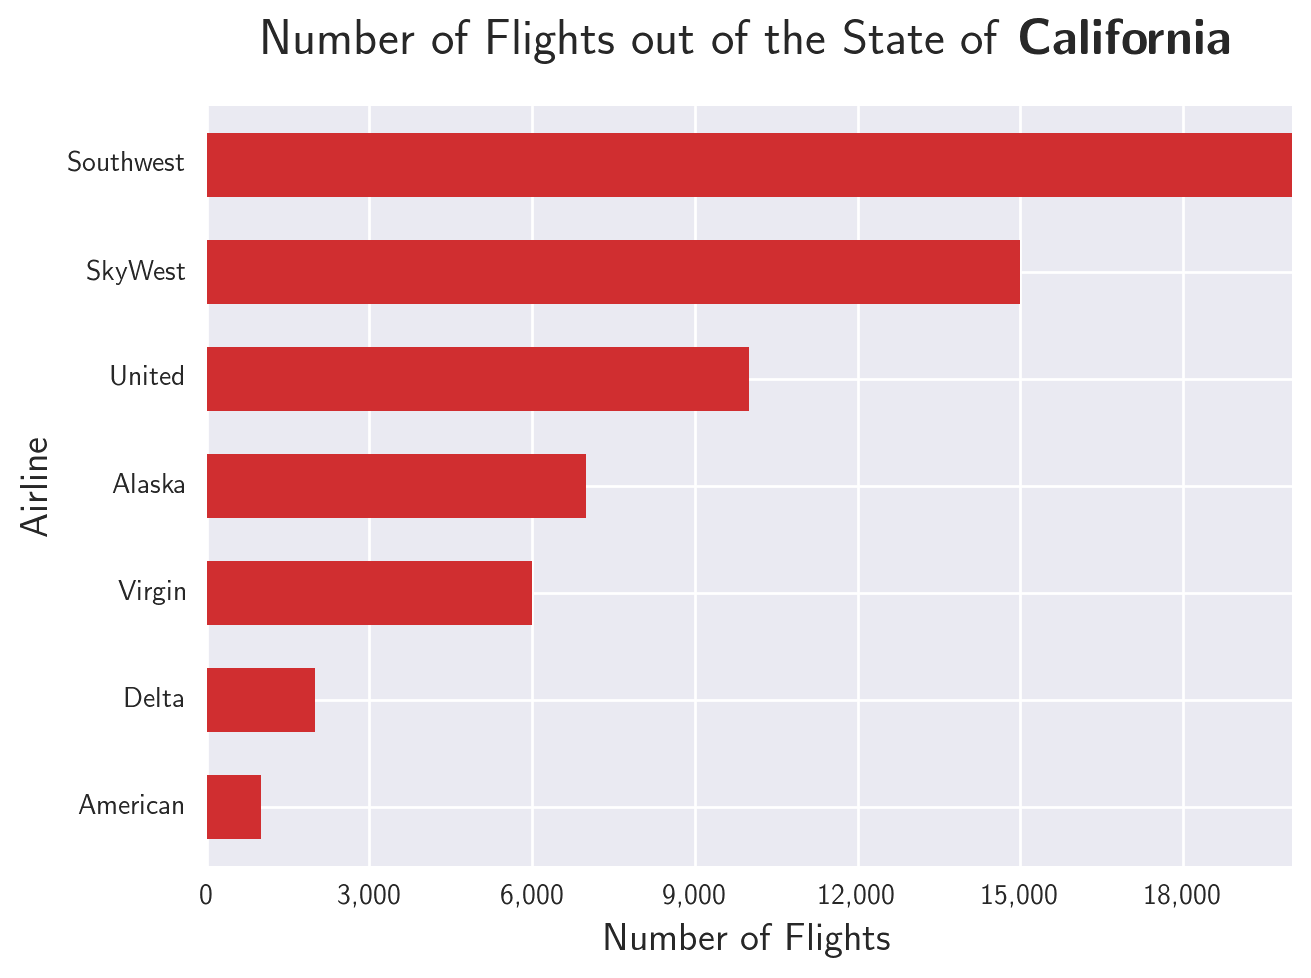 Number of Flights out of the State of California
Southwest
SkyWest
United
Alaska
Virgin
Delta
American
Airline
0 3,000 6,000 9,000 12,000 15,000 18,000
Number of Flights